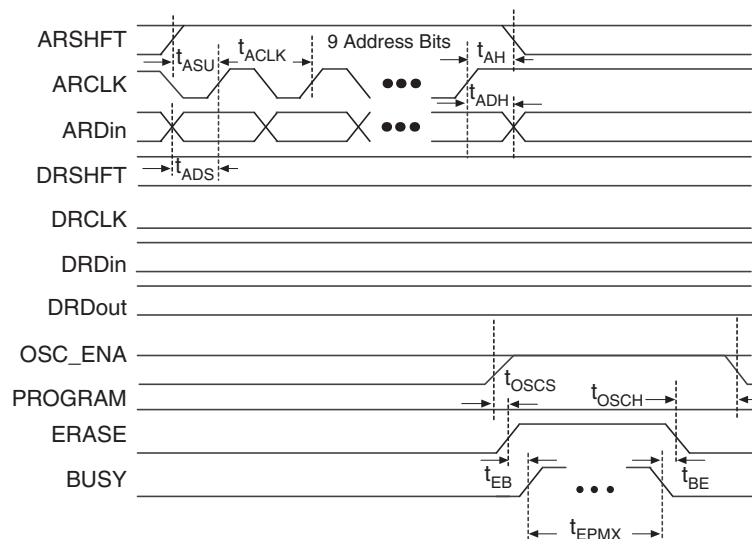 ARSHFT
9 Address Bits
tASU
tACLK
tAH
ARCLK
tADH
ARDin
tADS
DRSHFT
DRCLK
DRDin
DRDout
OSC_ENA
tOSCS
tOSCH
PROGRAM
ERASE
tEB
tBE
BUSY
tEPMX